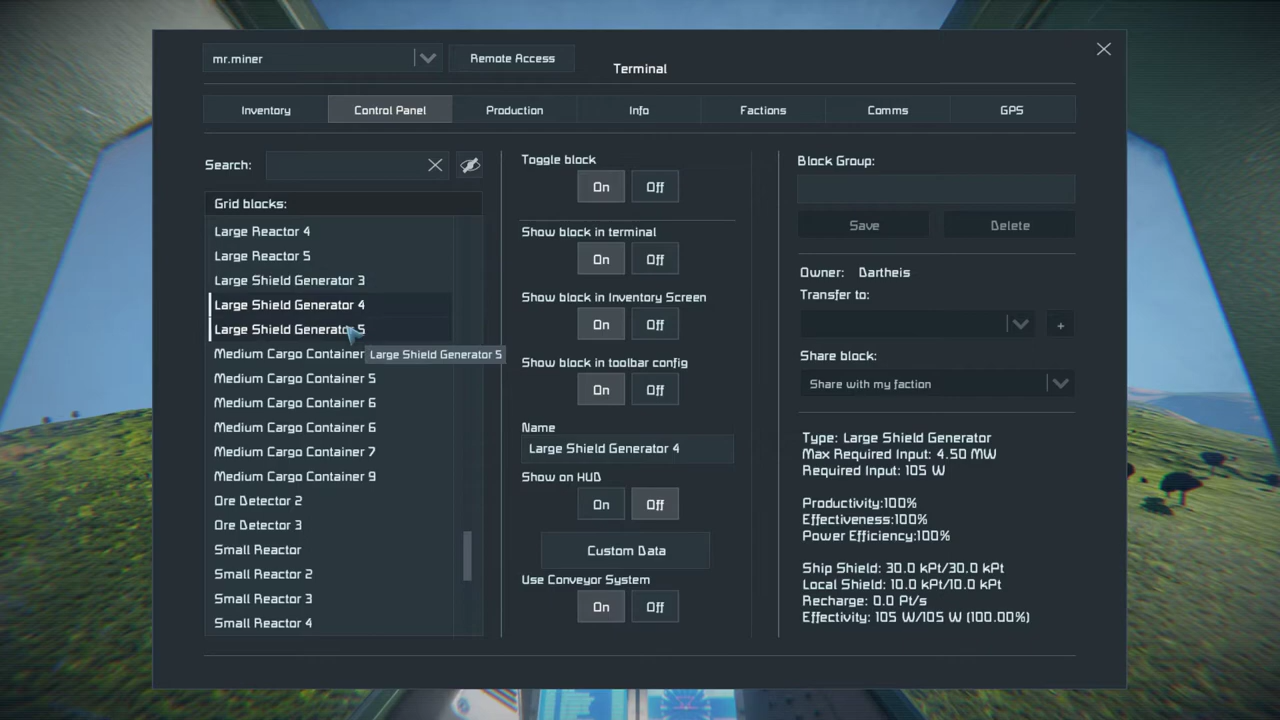 mr.miner
Remote Access
Terminal
Inventory
Control Panel
Production
Info
Factions
Comms
GPS
Search:
Grid blocks:
Large Reactor 4
Large Reactor 5
Large Shield Generator 3
Large Shield Generator 4
Large Shield Generator 5
Large Shield Generator 5
Medium Cargo Container
Medium Cargo Container 5
Medium Cargo Container 6
Medium Cargo Container 6
Medium Cargo Container 7
Medium Cargo Container 9
Ore Detector 2
Ore Detector 3
Small Reactor
Small Reactor 2
Small Reactor 3
Small Reactor 4
Toggle block
On Off
Show block in terminal
On Off
Show block in Inventory Screen
On Off
Show block in toolbar config
On Off
Name
Large Shield Generator 4
Show on HUD
On Off
Custom Data
Use Conveyor System
On Off
Block Group:
Save Delete
Owner: Dartheis
Transfer to:
+
Share block:
Share with my faction
Type: Large Shield Generator
Max Required Input: 4.50 MW
Required Input: 105 W
Productivity:100%
Effectiveness:100%
Power Efficiency:100%
Ship Shield: 30.0 kPt/30.0 kPt
Local Shield: 10.0 kPt/10.0 kPt
Recharge: 0.0 Pt/s
Effectivity: 105 W/105 W (100.00%)